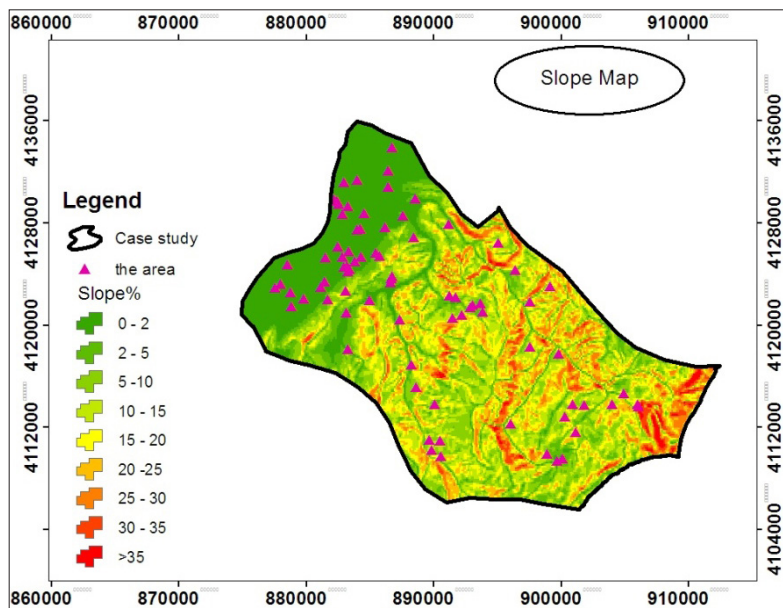 860000 870000 880000 890000 900000 910000
Slope Map
4136000 4136000
4128000 4128000
4120000 4120000
4112000 4112000
4104000 4104000
Legend
Case study
the area
Slope%
0 - 2
2 - 5
5 -10
10 - 15
15 - 20
20 -25
25 - 30
30 - 35
>35
860000 870000 880000 890000 900000 910000